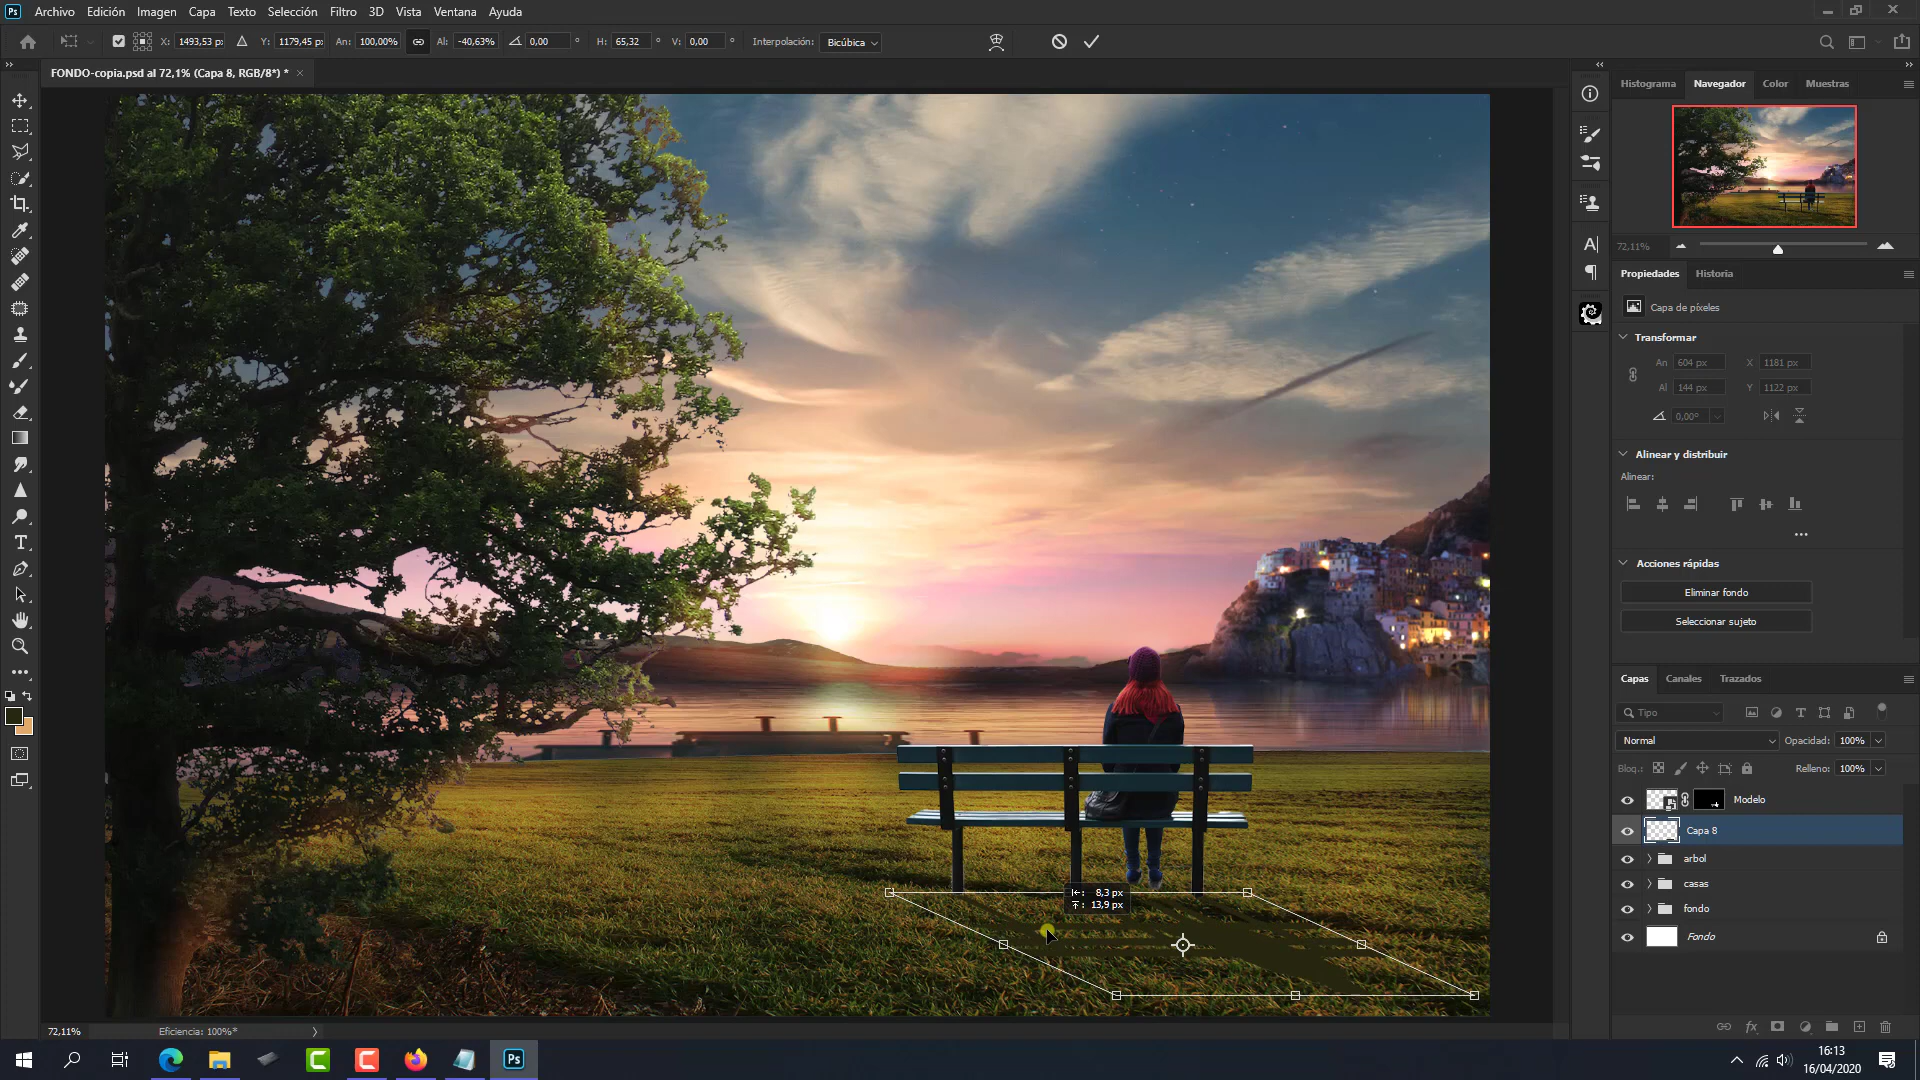 Ps Archivo Edición Imagen Capa Texto Selección Filtro 3D Vista Ventana Ayuda
X: 1493,53 p: Y: 1179,45 p: An: 100,00% Al: -40,63% 0,00 ° H: 65,32 ° V: 0,00 ° Interpolación: Bicúbica
FONDO-copia.psd al 72,1% (Capa 8, RGB/8*) * ×
Histograma Navegador Color Muestras
72,11%
Propiedades Historia
Capa de píxeles
Transformar
An 604 px X 1181 px
Al 144 px Y 1122 px
0,00°
Alinear y distribuir
Alinear:
Acciones rápidas
Eliminar fondo
Seleccionar sujeto
Capas Canales Trazados
Tipo
Normal Opacidad: 100%
Bloq.: Relleno: 100%
Modelo
Capa 8
arbol
casas
fondo
Fondo
8,3 px
13,9 px
72,11% Eficiencia: 100%*
Ps
16:13
16/04/2020